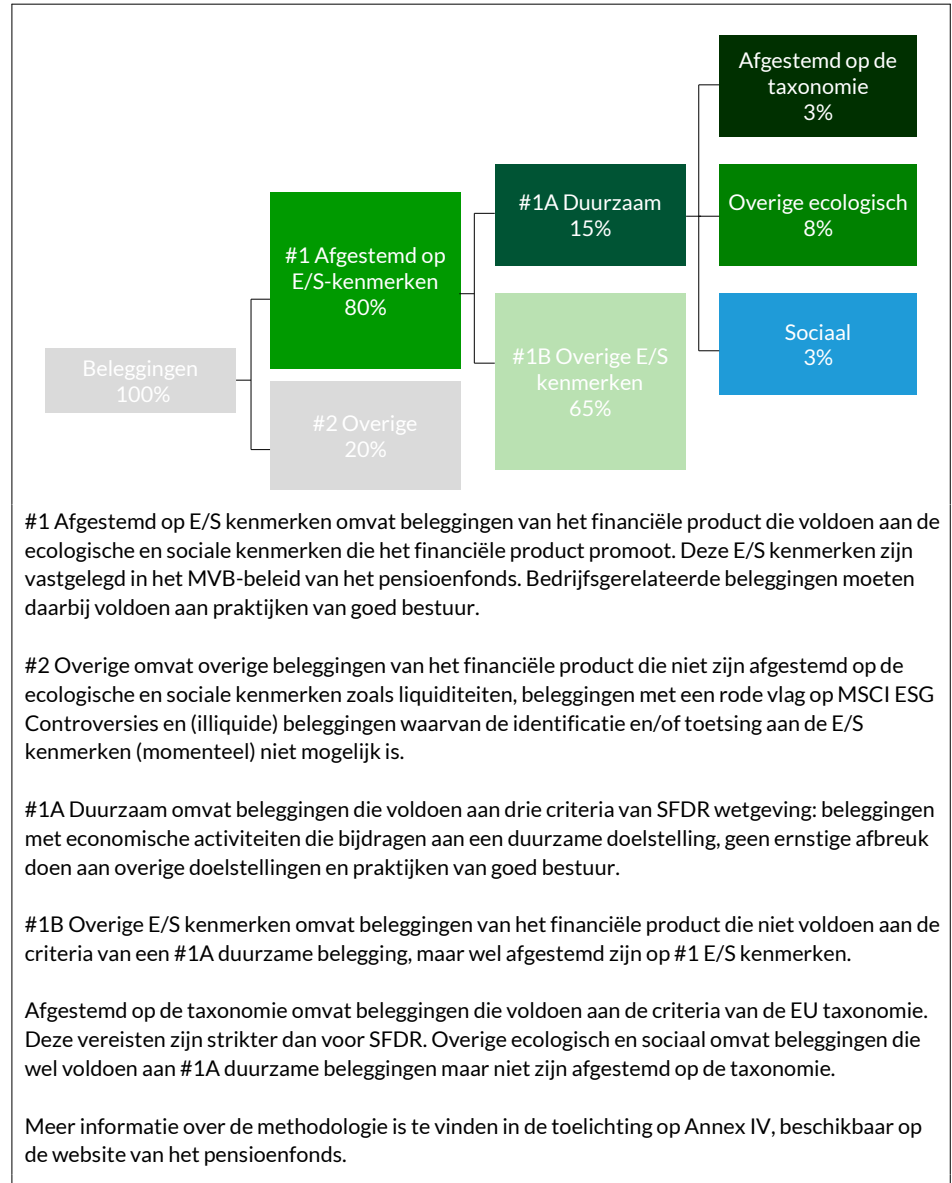 Afgestemd op de
taxonomie
3%
#1A Duurzaam
15%
Overige ecologisch
8%
#1 Afgestemd op
E/S-kenmerken
80%
Sociaal
3%
#1B Overige E/S
kenmerken
65%
Beleggingen
100%
#2 Overige
20%
#1 Afgestemd op E/S kenmerken omvat beleggingen van het financiële product die voldoen aan de
ecologische en sociale kenmerken die het financiële product promoot. Deze E/S kenmerken zijn
vastgelegd in het MVB-beleid van het pensioenfonds. Bedrijfsgerelateerde beleggingen moeten
daarbij voldoen aan praktijken van goed bestuur.
#2 Overige omvat overige beleggingen van het financiële product die niet zijn afgestemd op de
ecologische en sociale kenmerken zoals liquiditeiten, beleggingen met een rode vlag op MSCI ESG
Controversies en (illiquide) beleggingen waarvan de identificatie en/of toetsing aan de E/S
kenmerken (momenteel) niet mogelijk is.
#1A Duurzaam omvat beleggingen die voldoen aan drie criteria van SFDR wetgeving: beleggingen
met economische activiteiten die bijdragen aan een duurzame doelstelling, geen ernstige afbreuk
doen aan overige doelstellingen en praktijken van goed bestuur.
#1B Overige E/S kenmerken omvat beleggingen van het financiële product die niet voldoen aan de
criteria van een #1A duurzame belegging, maar wel afgestemd zijn op #1 E/S kenmerken.
Afgestemd op de taxonomie omvat beleggingen die voldoen aan de criteria van de EU taxonomie.
Deze vereisten zijn strikter dan voor SFDR. Overige ecologisch en sociaal omvat beleggingen die
wel voldoen aan #1A duurzame beleggingen maar niet zijn afgestemd op de taxonomie.
Meer informatie over de methodologie is te vinden in de toelichting op Annex IV, beschikbaar op
de website van het pensioenfonds.